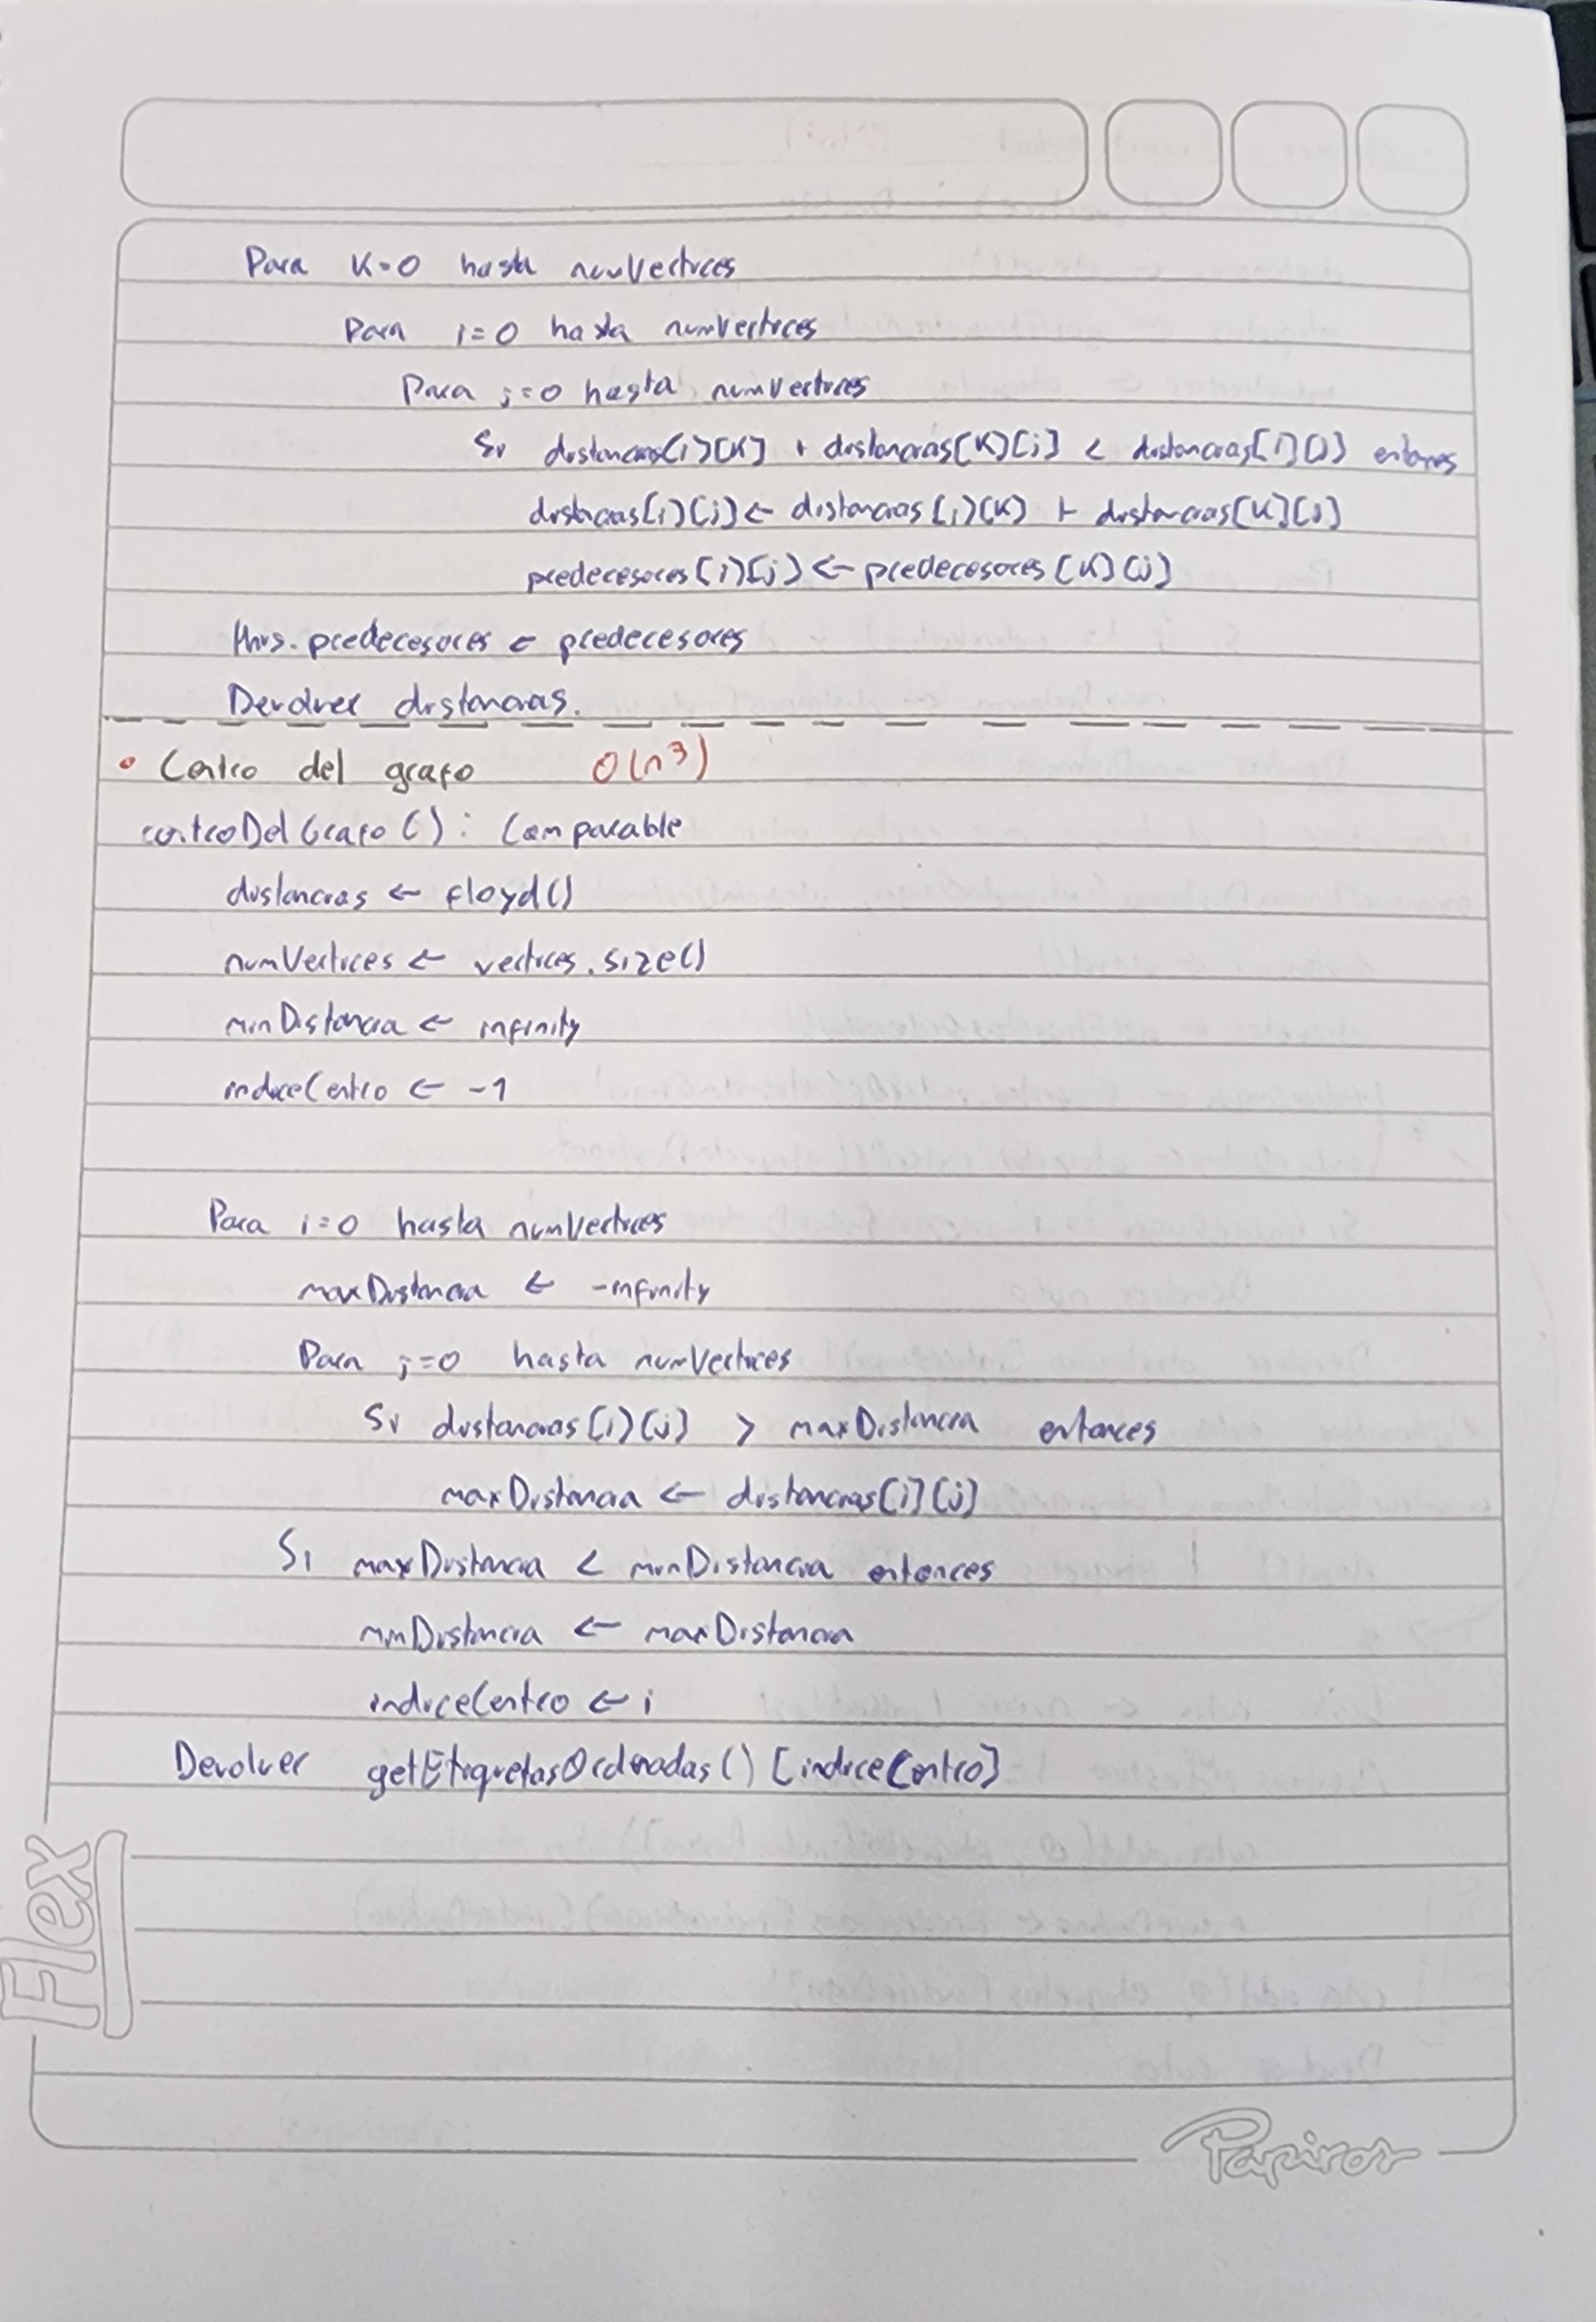 Para K=0 hasta numVertices
Para i=0 hasta numVertices
Para j=0 hasta numVertices
Si distancias[i][K] + distancias[K][j] < distancias[i][j] entonces
distacias[i][j] ← distancias[i][K] + distancias[K][j]
predecesores[i][j] ← predecesores[K][j]
this.predecesores ← predecesores
Devolver distancias.
• Centro del grafo O(n³)
centroDelGrafo(): Comparable
distancias ← floyd()
numVertices ← vertices.size()
minDistancia ← infinity
indiceCentro ← -1
Para i=0 hasta numVertices
maxDistancia ← -infinity
Para j=0 hasta numVertices
Si distancias[i][j] > maxDistancia entonces
maxDistancia ← distancias[i][j]
Si maxDistancia < minDistancia entonces
minDistancia ← maxDistancia
indiceCentro ← i
Devolver getEtiquetasOrdenadas()[indiceCentro]
Flex
Papiros